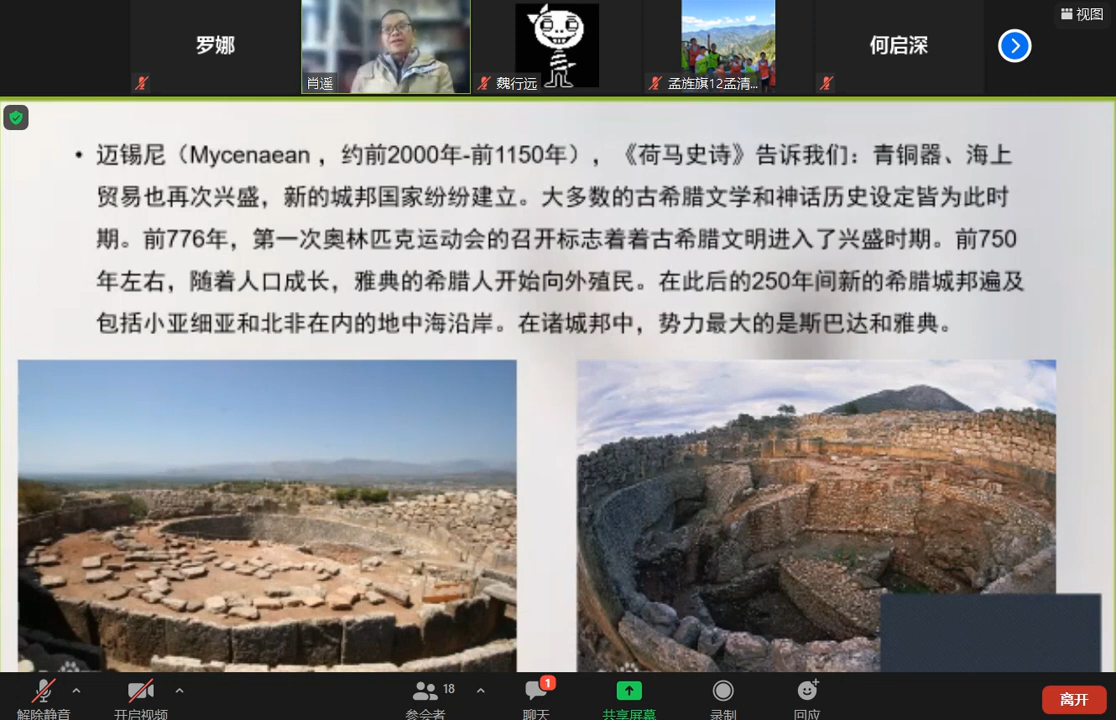 视图
罗娜
肖遥
魏行远
孟旌旗12孟清...
何启深
• 迈锡尼（Mycenaean ，约前2000年-前1150年），《荷马史诗》告诉我们：青铜器、海上
贸易也再次兴盛，新的城邦国家纷纷建立。大多数的古希腊文学和神话历史设定皆为此时
期。前776年，第一次奥林匹克运动会的召开标志着着古希腊文明进入了兴盛时期。前750
年左右，随着人口成长，雅典的希腊人开始向外殖民。在此后的250年间新的希腊城邦遍及
包括小亚细亚和北非在内的地中海沿岸。在诸城邦中，势力最大的是斯巴达和雅典。
解除静音
开启视频
18
参会者
1
聊天
共享屏幕
录制
回应
离开